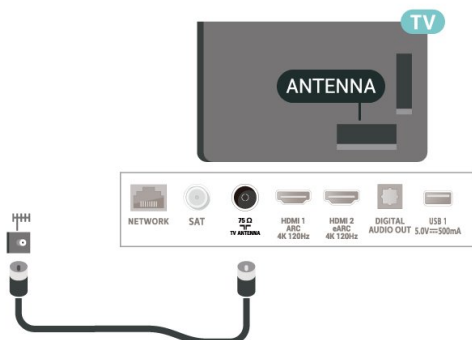 TV
ANTENNA
NETWORK
SAT
75 Ω
TV ANTENNA
HDMI 1
ARC
4K 120Hz
HDMI 2
eARC
4K 120Hz
DIGITAL
AUDIO OUT
USB 1
5.0V⎓500mA